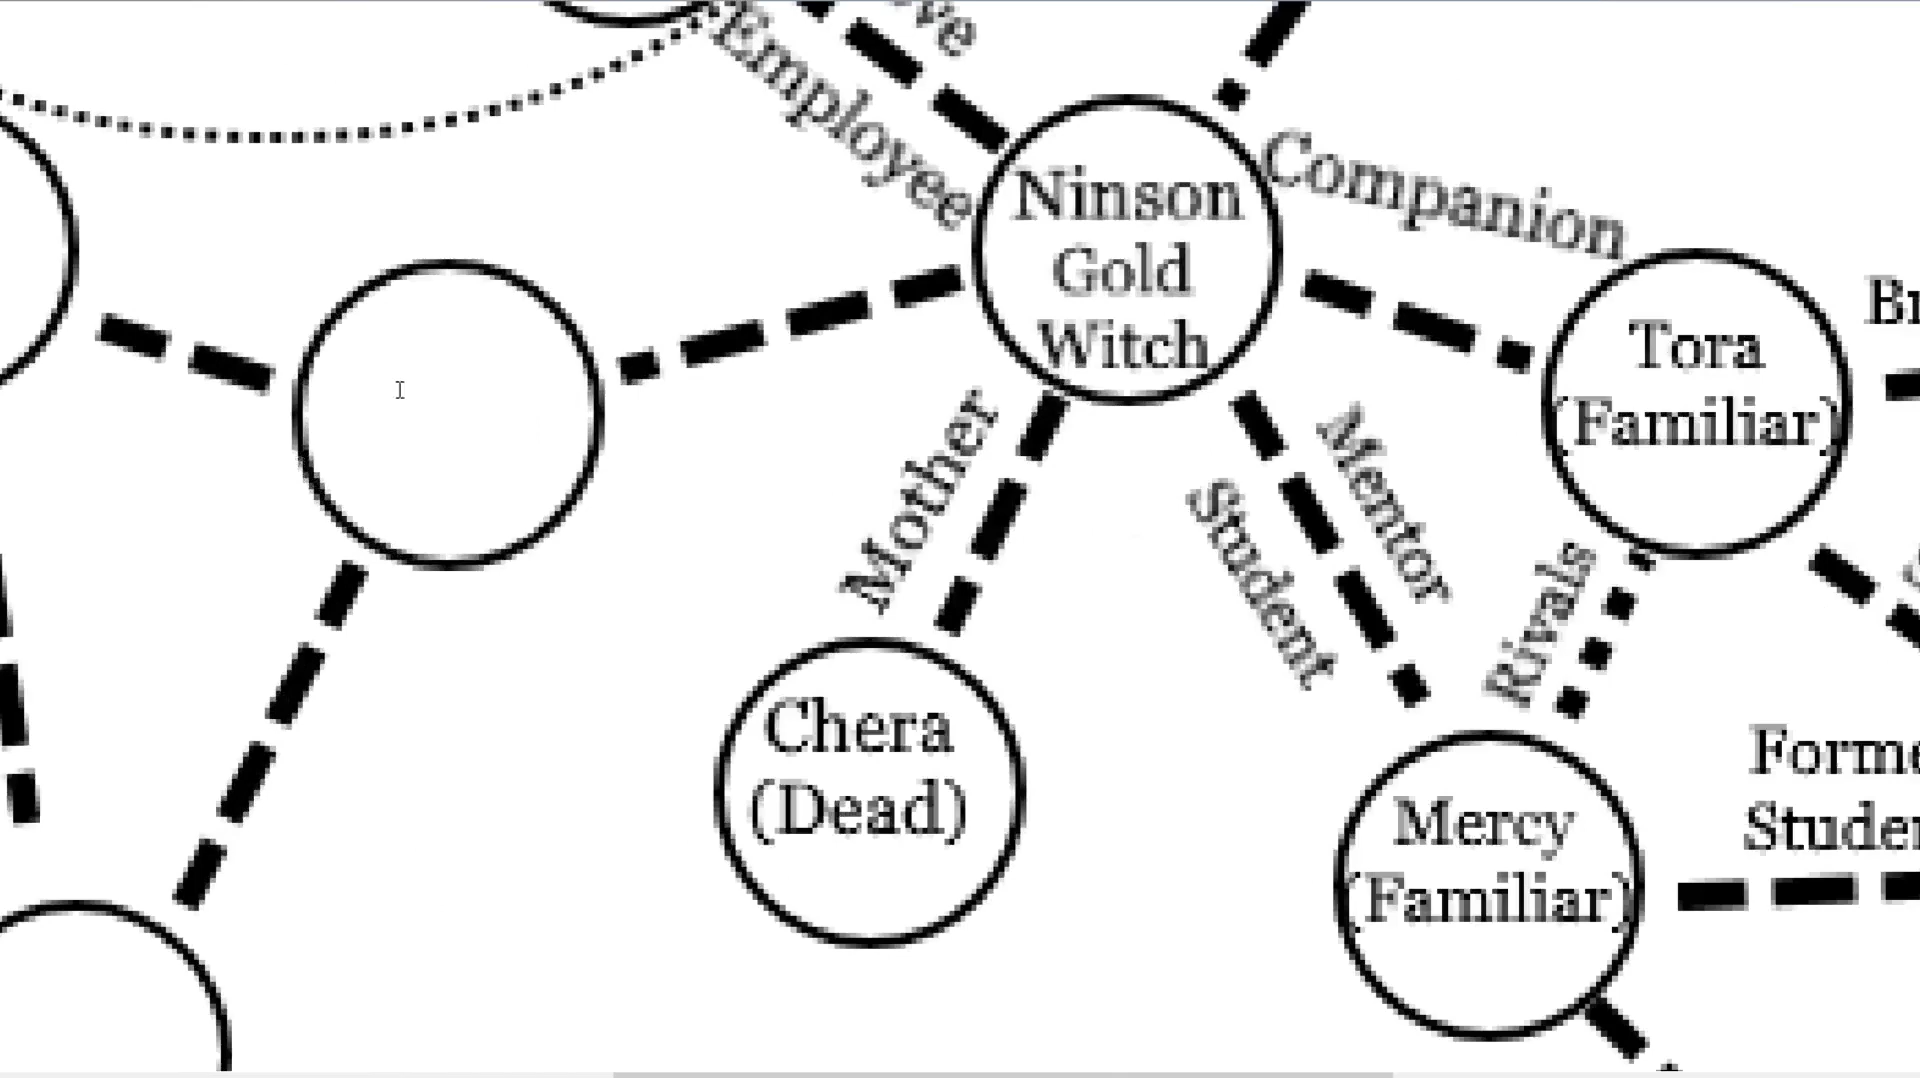 Employee
Companion
Ninson
Gold
Witch
Tora
(Familiar)
Mother
Mentor
Student
Rivals
Chera
(Dead)
Mercy
(Familiar)